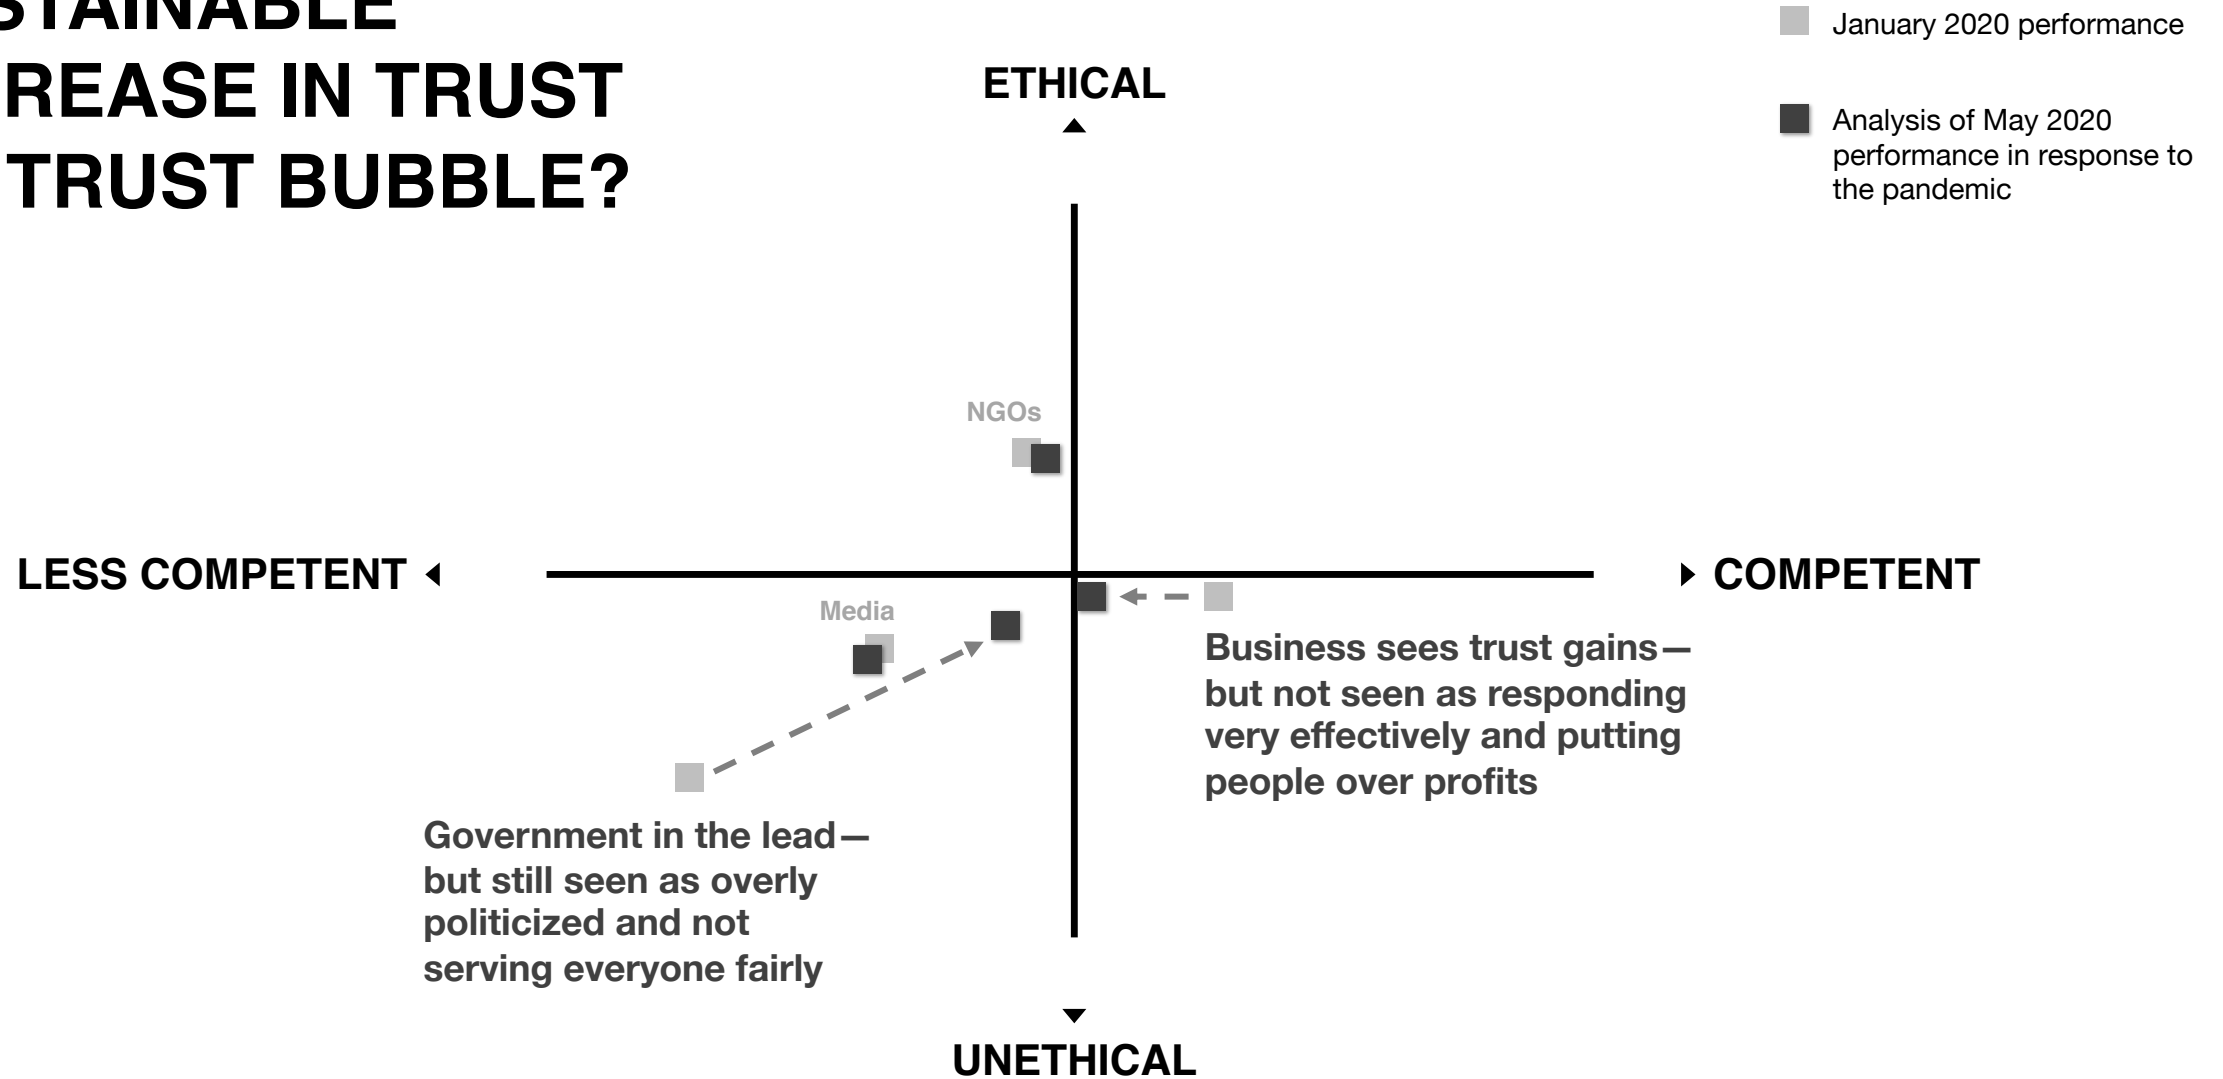 STAINABLE
REASE IN TRUST
TRUST BUBBLE?
January 2020 performance
Analysis of May 2020
performance in response to
the pandemic
ETHICAL
NGOs
LESS COMPETENT
COMPETENT
Media
Business sees trust gains—
but not seen as responding
very effectively and putting
people over profits
Government in the lead—
but still seen as overly
politicized and not
serving everyone fairly
UNETHICAL